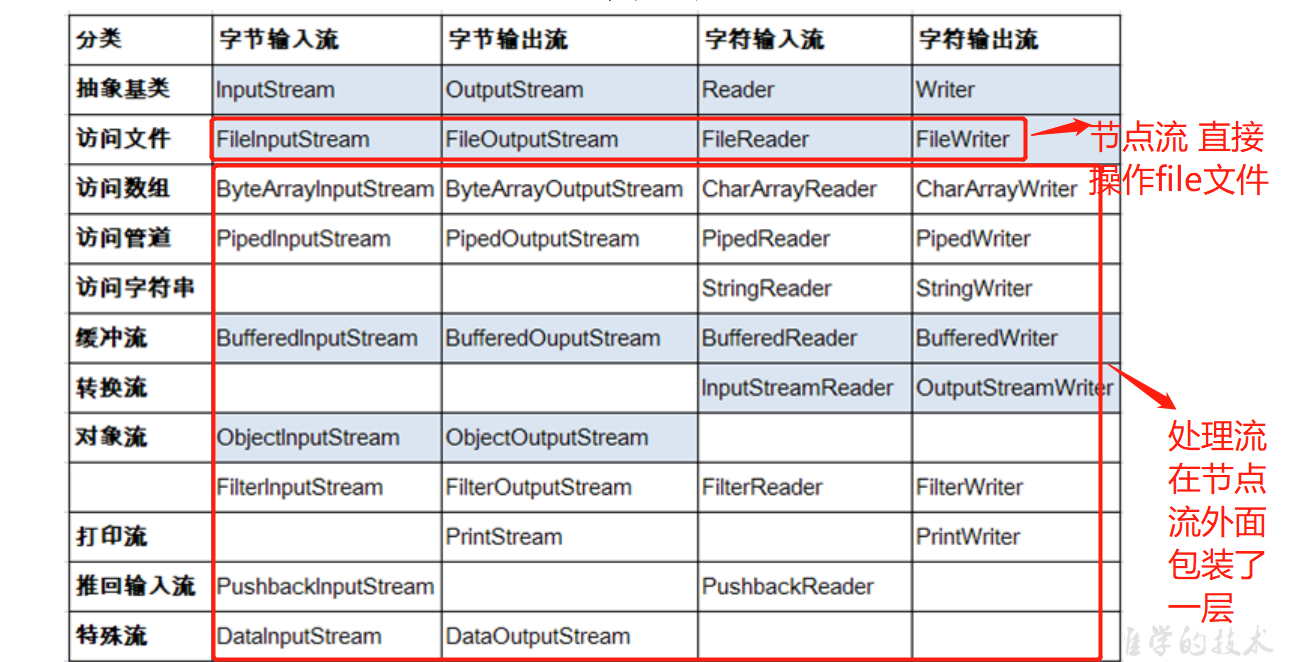 分类 字节输入流 字节输出流 字符输入流 字符输出流
抽象基类 InputStream OutputStream Reader Writer
访问文件 FileInputStream FileOutputStream FileReader FileWriter
节点流 直接
操作file文件
访问数组 ByteArrayInputStream ByteArrayOutputStream CharArrayReader CharArrayWriter
访问管道 PipedInputStream PipedOutputStream PipedReader PipedWriter
访问字符串 StringReader StringWriter
缓冲流 BufferedInputStream BufferedOuputStream BufferedReader BufferedWriter
转换流 InputStreamReader OutputStreamWriter
对象流 ObjectInputStream ObjectOutputStream
FilterInputStream FilterOutputStream FilterReader FilterWriter
打印流 PrintStream PrintWriter
推回输入流 PushbackInputStream PushbackReader
特殊流 DataInputStream DataOutputStream
处理流
在节点
流外面
包装了
一层
学的技术